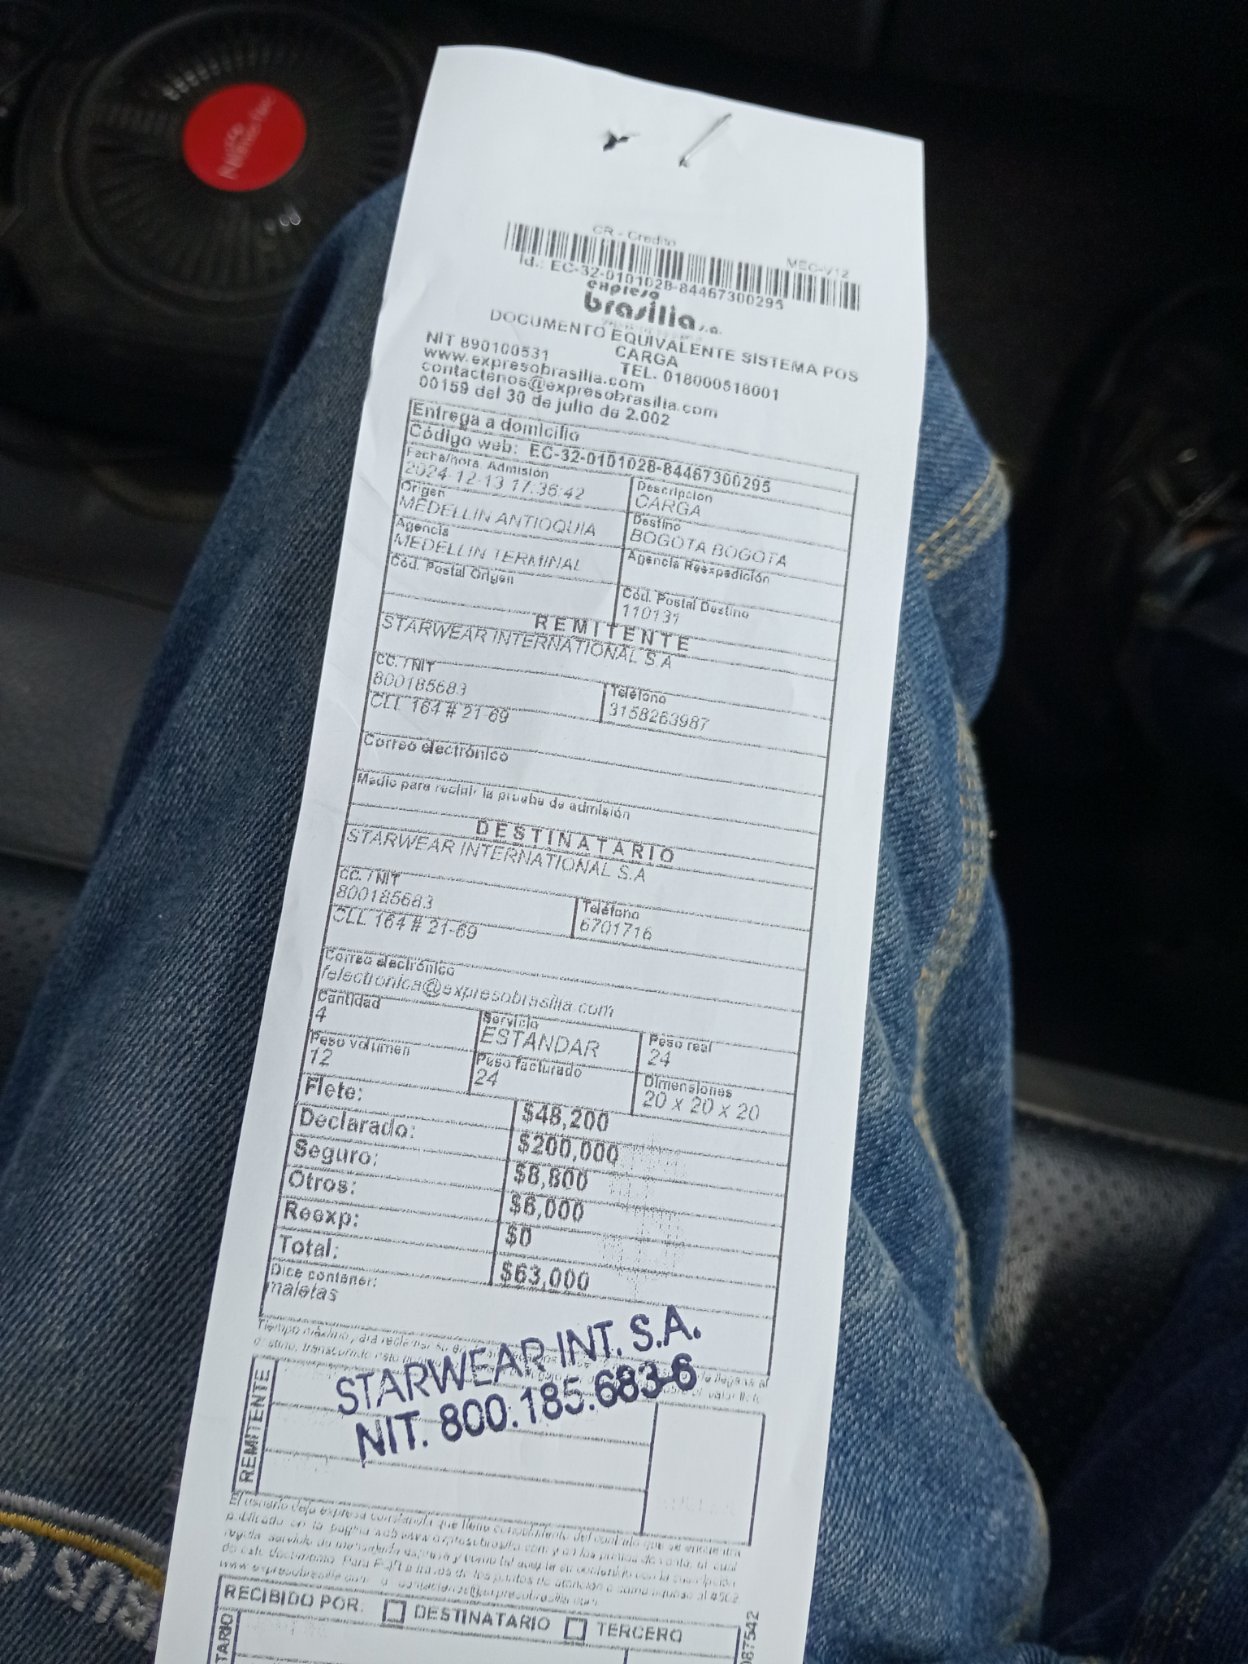 CR - Credito
MEC-V12
Id.: EC-32-0101028-84467300295
expreso
brasilia s.a.
DOCUMENTO EQUIVALENTE SISTEMA POS
CARGA
NIT 890100531 TEL. 018000518001
www.expresobrasilia.com
contactenos@expresobrasilia.com
00159 del 30 de julio de 2.002
Entrega a domicilio
Código web: EC-32-0101028-84467300295
Fecha/hora Admisión Descripción
2024-12-13 17:36:42 CARGA
Origen Destino
MEDELLIN ANTIOQUIA BOGOTA BOGOTA
Agencia Agencia Reexpedición
MEDELLIN TERMINAL
Cód. Postal Origen Cód. Postal Destino
110131
REMITENTE
STARWEAR INTERNATIONAL S A
CC. / NIT Teléfono
800185683 3158263987
CLL 164 # 21-69
Correo electrónico
Medio para recibir la prueba de admisión
DESTINATARIO
STARWEAR INTERNATIONAL S.A
CC. / NIT Teléfono
800185683 6701716
CLL 164 # 21-69
Correo electrónico
felectronica@expresobrasilia.com
Cantidad Servicio Peso real
4 ESTANDAR 24
Peso volumen Peso facturado Dimensiones
12 24 20 x 20 x 20
Flete: $48,200
Declarado: $200,000
Seguro: $8,800
Otros: $6,000
Reexp: $0
Total: $63,000
Dice contener:
maletas
STARWEAR INT. S.A.
NIT. 800.185.683-6
REMITENTE
RECIBIDO POR: DESTINATARIO TERCERO